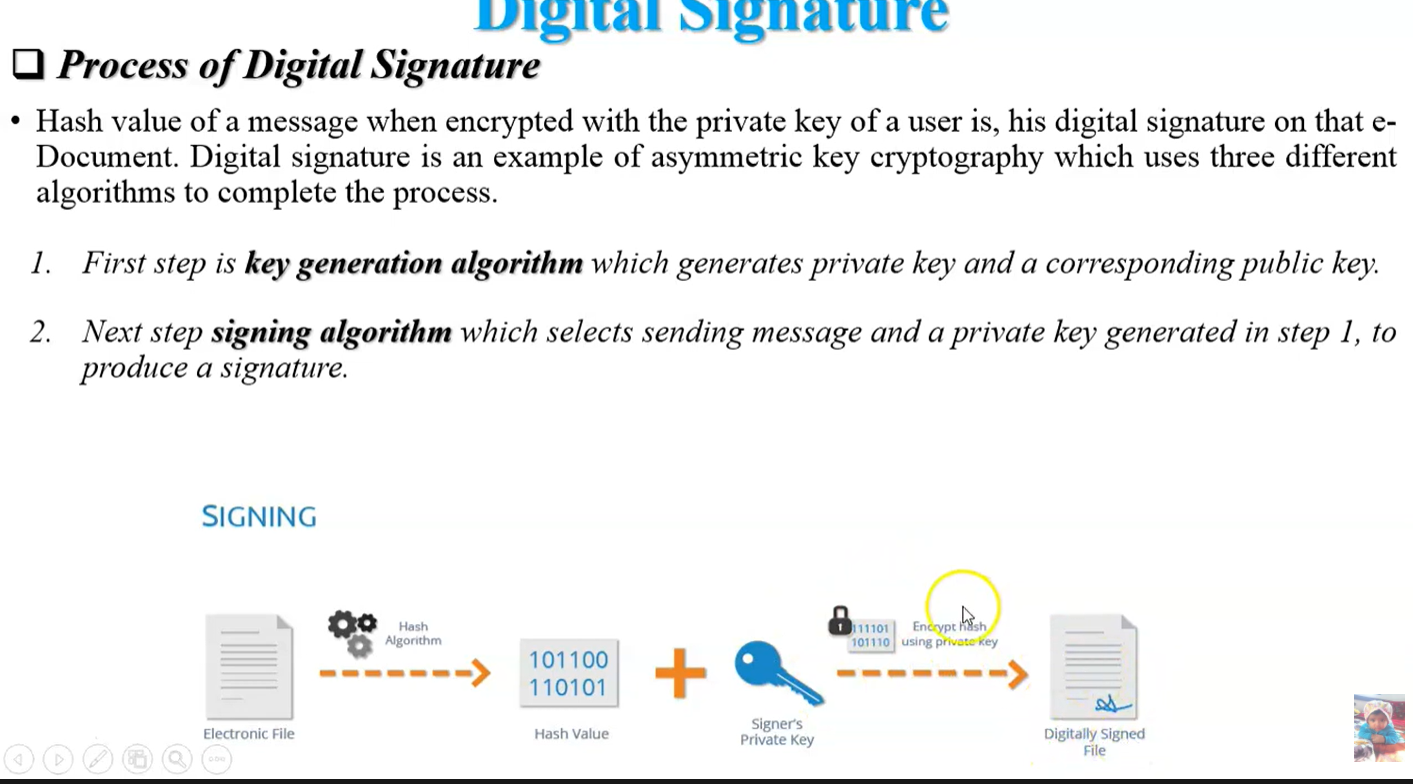 Digital Signature
Process of Digital Signature
• Hash value of a message when encrypted with the private key of a user is, his digital signature on that e-
Document. Digital signature is an example of asymmetric key cryptography which uses three different
algorithms to complete the process.
1. First step is key generation algorithm which generates private key and a corresponding public key.
2. Next step signing algorithm which selects sending message and a private key generated in step 1, to
produce a signature.
SIGNING
Hash
Algorithm
101100
110101
1
111101
101110
Encrypt hash
using private key
Electronic File
Hash Value
Signer's
Private Key
Digitally Signed
File